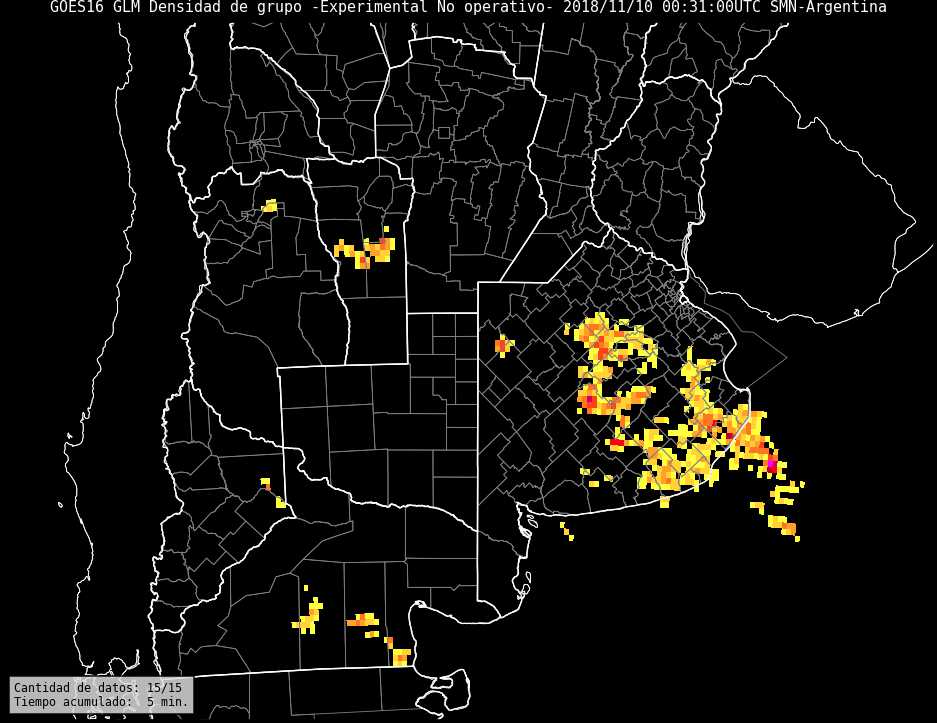 GOES16 GLM Densidad de grupo -Experimental No operativo- 2018/11/10 00:31:00UTC SMN-Argentina
Cantidad de datos: 15/15
Tiempo acumulado:  5 min.